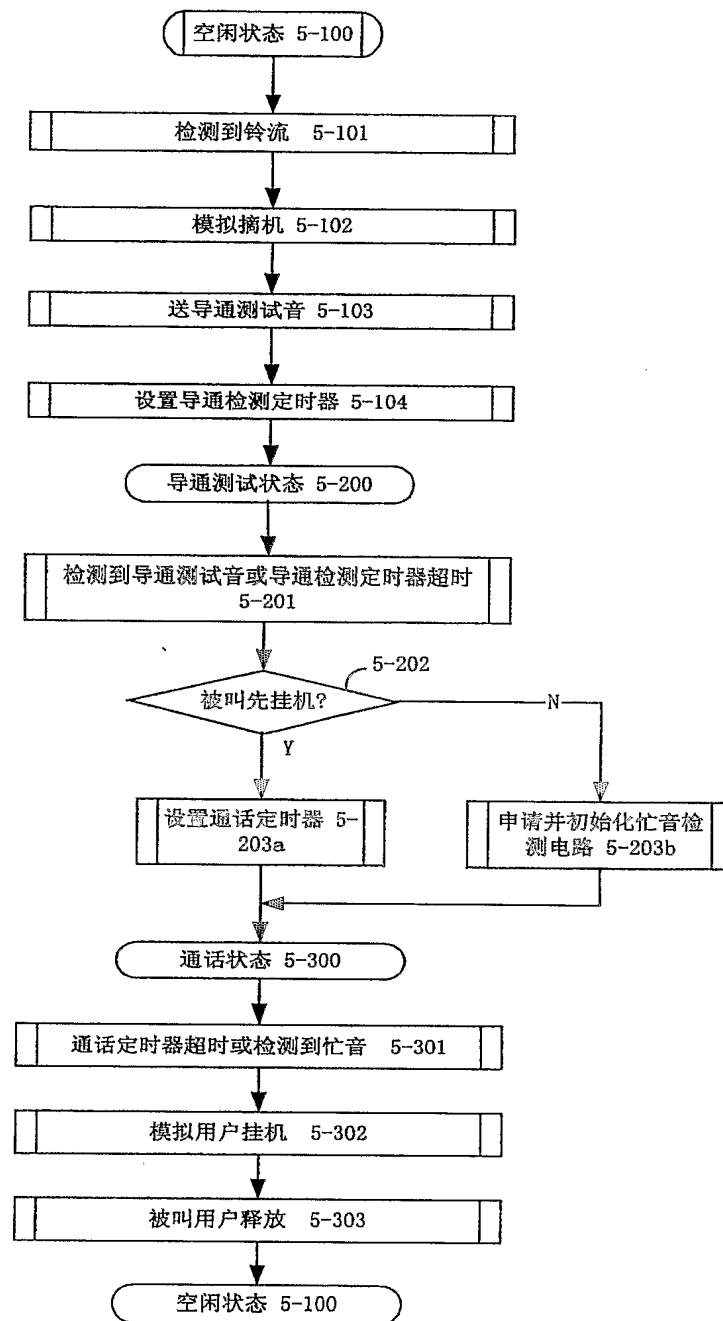 空闲状态 5-100
检测到铃流 5-101
模拟摘机 5-102
送导通测试音 5-103
设置导通检测定时器 5-104
导通测试状态 5-200
检测到导通测试音或导通检测定时器超时
5-201
5-202
被叫先挂机?
N
Y
设置通话定时器 5-
203a
申请并初始化忙音检
测电路 5-203b
通话状态 5-300
通话定时器超时或检测到忙音 5-301
模拟用户挂机 5-302
被叫用户释放 5-303
空闲状态 5-100